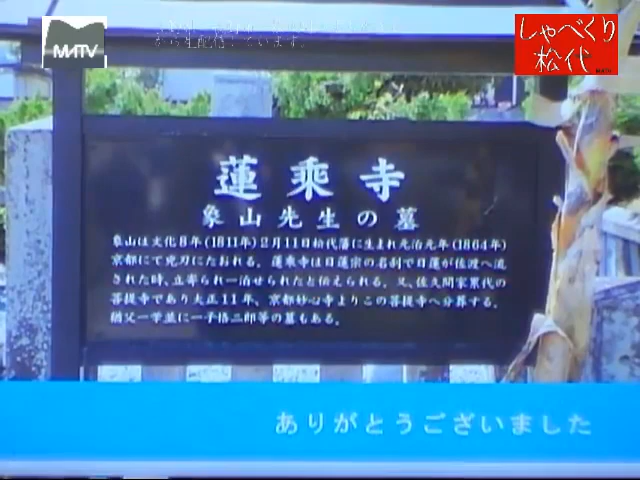 MATV
しゃべくり
松代
蓮乗寺
象山先生の墓
象山は文化8年(1811年)2月11日松代藩に生まれ元治元年(1864年)
京都にて兇刃にたおれる。蓮乗寺は日蓮宗の名刹で日蓮が佐渡へ流
された時、立寄られ一泊せられたと伝えられる。又、佐久間家累代の
菩提寺であり大正11年、京都妙心寺よりこの菩提寺へ分葬する。
一学並に一子恪二郎等の墓もある。
ありがとうございました